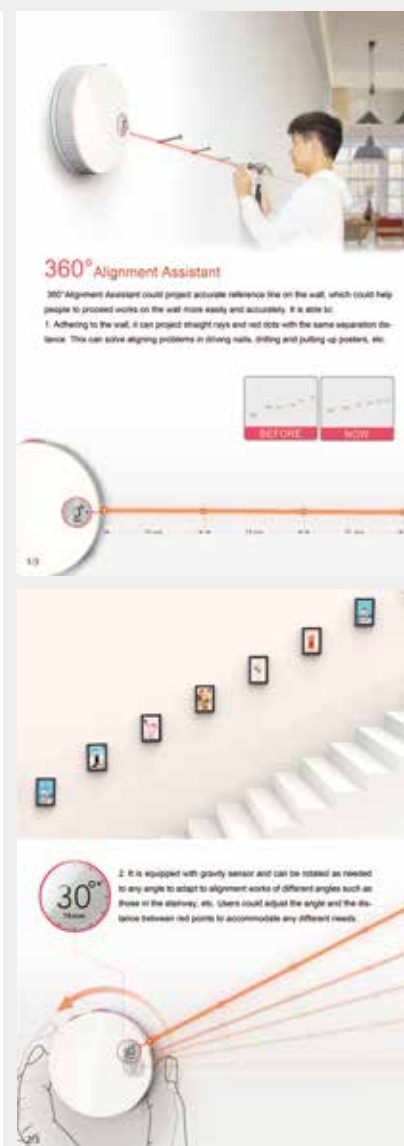 360° Alignment Assistant
360° Alignment Assistant could project accurate reference line on the wall, which could help
people to proceed works on the wall more easily and accurately. It is able to:
1. Adhering to the wall, it can project straight rays and red dots with the same separation dis-
tance. This can solve aligning problems in driving nails, drilling and putting up posters, etc.
BEFORE
NOW
1/3
30°
2. It is equipped with gravity sensor and can be rotated as needed
to any angle to adapt to alignment works of different angles such as
those in the stairway, etc. Users could adjust the angle and the dis-
tance between red points to accommodate any different needs.
2/3